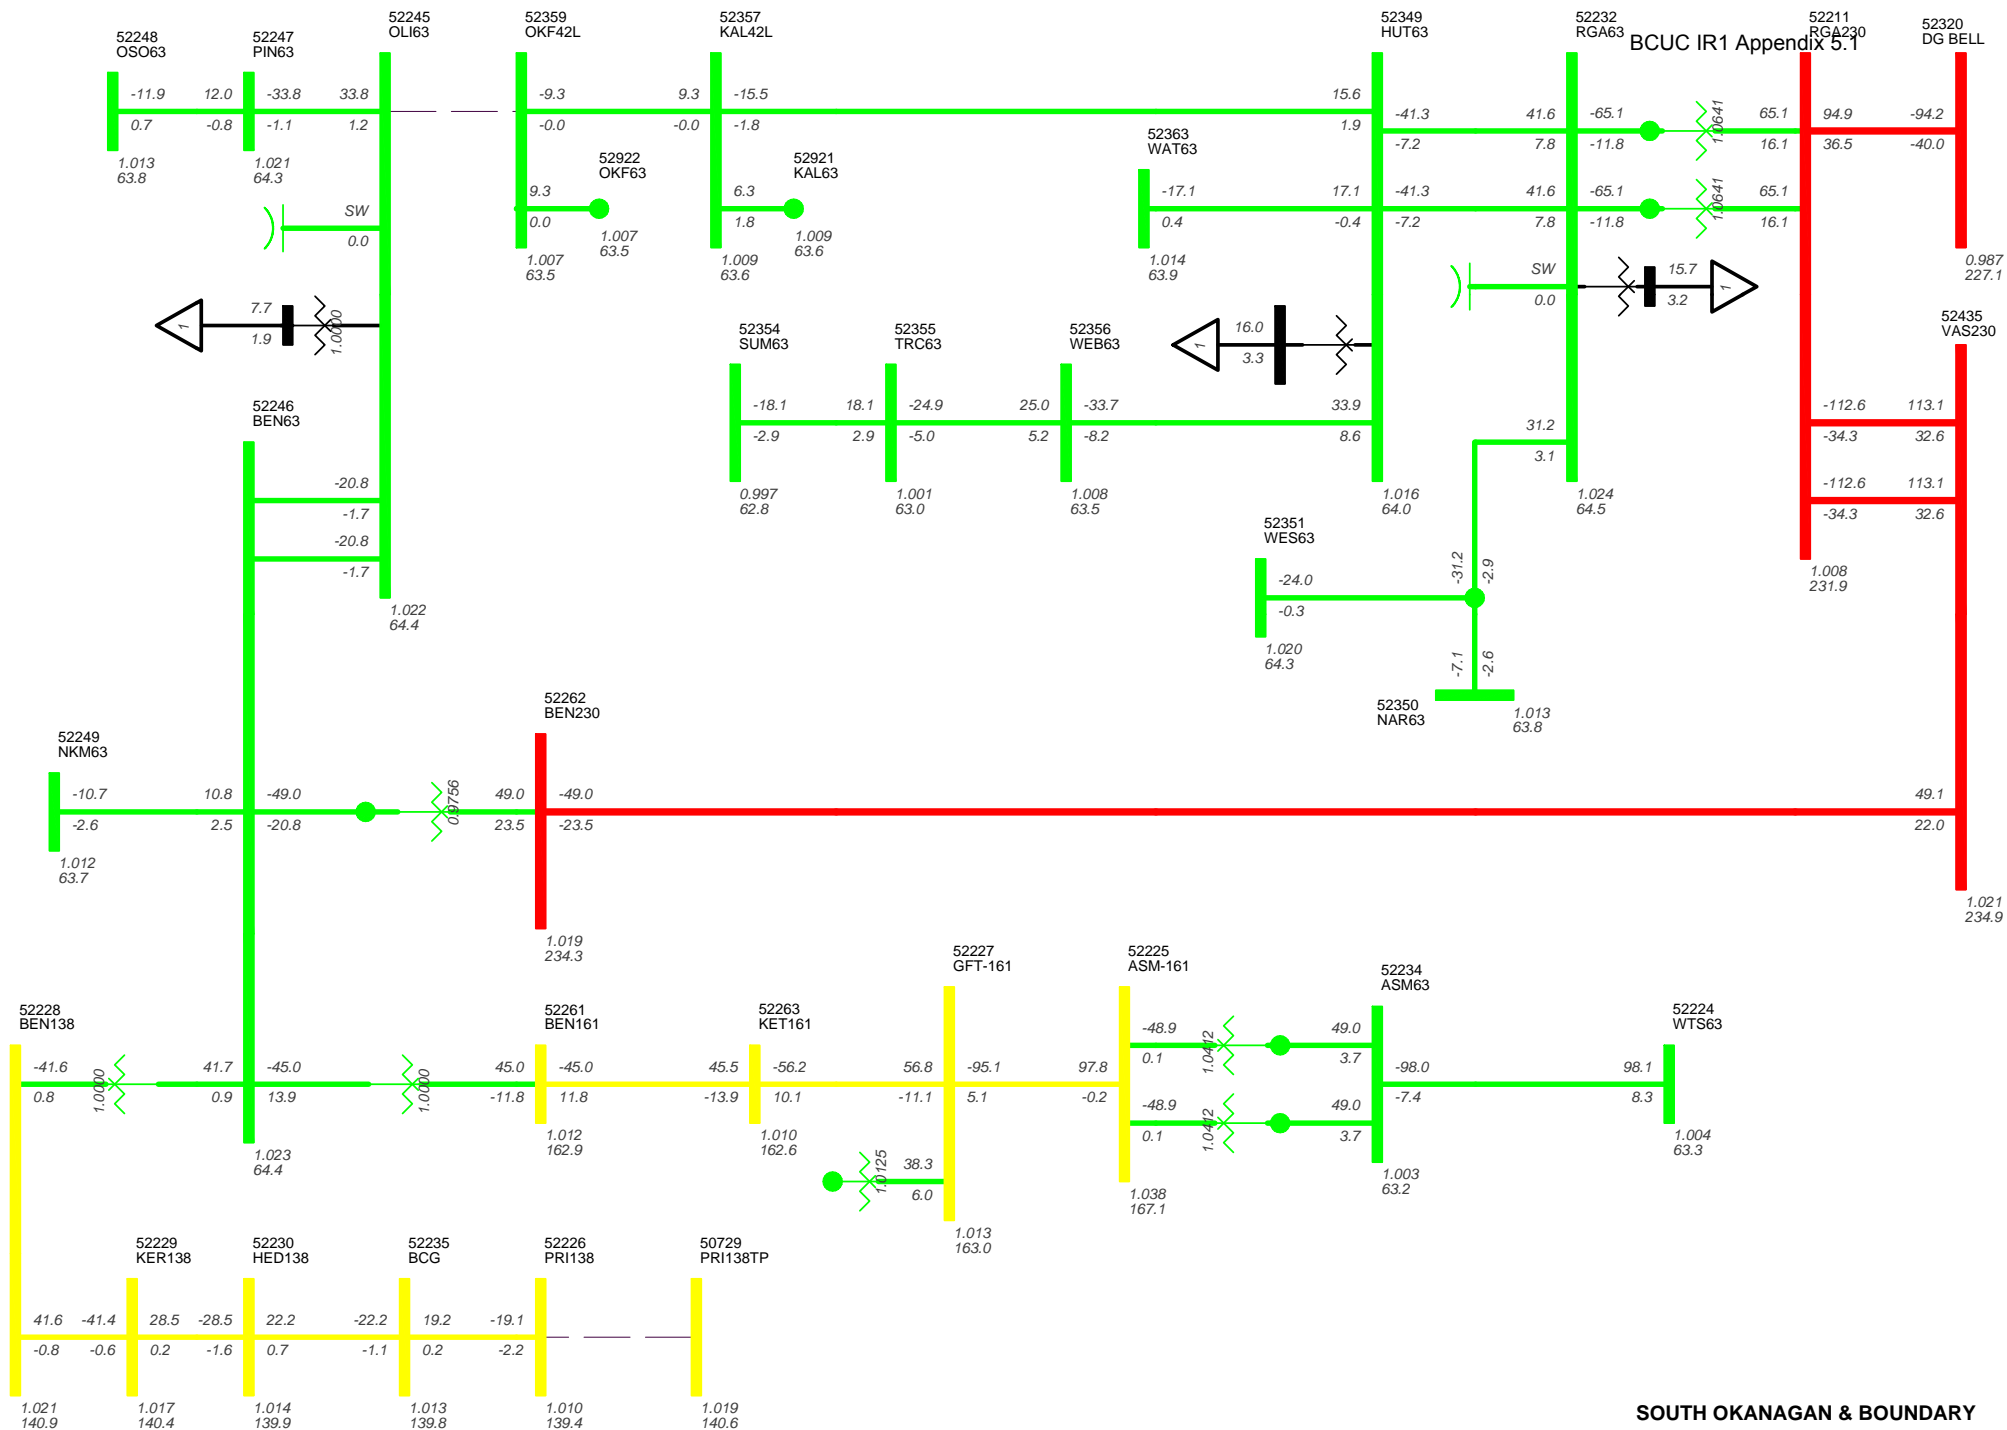 BCUC IR1 Appendix 5.1
52248
OSO63
52247
PIN63
52245
OLI63
52359
OKF42L
52357
KAL42L
52349
HUT63
52232
RGA63
52211
RGA230
52320
DG BELL
-11.9 12.0 -33.8 33.8 -9.3 9.3 -15.5 15.6 -41.3 41.6 -65.1 1.0641 65.1 94.9 -94.2
0.7 -0.8 -1.1 1.2 -0.0 -0.0 -1.8 1.9 -7.2 7.8 -11.8 16.1 36.5 -40.0
1.013
63.8
1.021
64.3
52922
OKF63
52921
KAL63
52363
WAT63
9.3 6.3 -17.1 17.1 -41.3 41.6 -65.1 1.0641 65.1
0.0 1.8 0.4 -0.4 -7.2 7.8 -11.8 16.1
SW
0.0
1.007
63.5
1.009
63.6
1.007
63.5
1.009
63.6
1.014
63.9
SW
0.0
15.7
3.2
1
0.987
227.1
1
7.7
1.9
1.0000
52354
SUM63
52355
TRC63
52356
WEB63
1
16.0
3.3
52435
VAS230
52246
BEN63
-18.1 18.1 -24.9 25.0 -33.7 33.9
-2.9 2.9 -5.0 5.2 -8.2 8.6
31.2
3.1
-112.6 113.1
-34.3 32.6
-20.8
-1.7
-20.8
-1.7
0.997
62.8
1.001
63.0
1.008
63.5
1.016
64.0
1.024
64.5
-112.6 113.1
-34.3 32.6
52351
WES63
-24.0
-0.3
-31.2
-2.9
1.008
231.9
1.022
64.4
1.020
64.3
-7.1
-2.6
52350
NAR63
1.013
63.8
52262
BEN230
52249
NKM63
-10.7 10.8 -49.0 0.9756 49.0 -49.0 49.1
-2.6 2.5 -20.8 23.5 -23.5 22.0
1.012
63.7
1.019
234.3
1.021
234.9
52227
GFT-161
52225
ASM-161
52234
ASM63
52228
BEN138
52261
BEN161
52263
KET161
52224
WTS63
-48.9 1.0412 49.0
0.1 3.7
-41.6 1.0000 41.7 -45.0 1.0000 45.0 -45.0 45.5 -56.2 56.8 -95.1 97.8 -98.0 98.1
0.8 0.9 13.9 -11.8 11.8 -13.9 10.1 -11.1 5.1 -0.2 -7.4 8.3
-48.9 1.0412 49.0
0.1 3.7
1.023
64.4
1.012
162.9
1.010
162.6
1.0125
38.3
6.0
1.038
167.1
1.003
63.2
1.004
63.3
1.013
163.0
52229
KER138
52230
HED138
52235
BCG
52226
PRI138
50729
PRI138TP
41.6 -41.4 28.5 -28.5 22.2 -22.2 19.2 -19.1
-0.8 -0.6 0.2 -1.6 0.7 -1.1 0.2 -2.2
1.021
140.9
1.017
140.4
1.014
139.9
1.013
139.8
1.010
139.4
1.019
140.6
SOUTH OKANAGAN & BOUNDARY